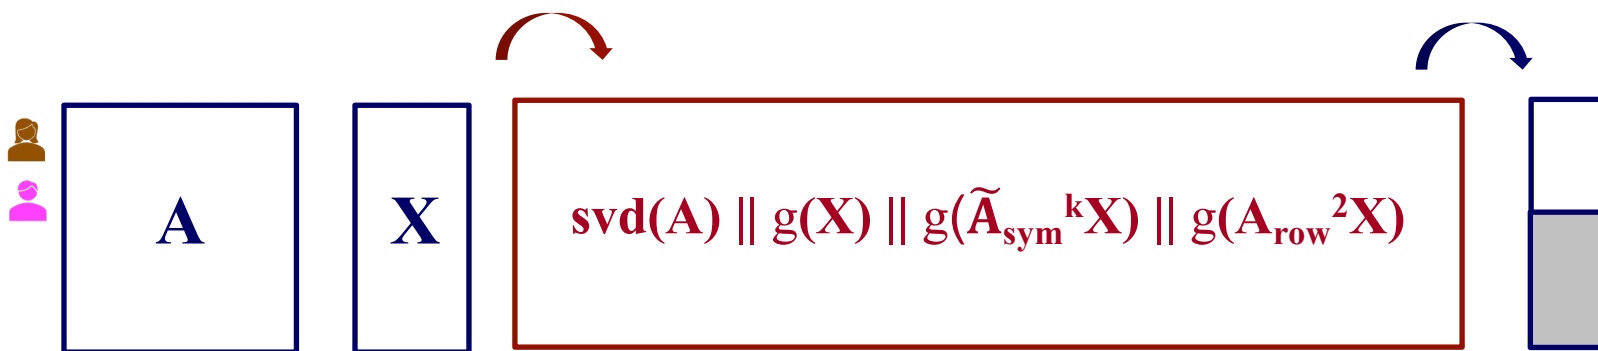 A X svd(A) || g(X) || g(Ã_sym^k X) || g(A_row^2 X)